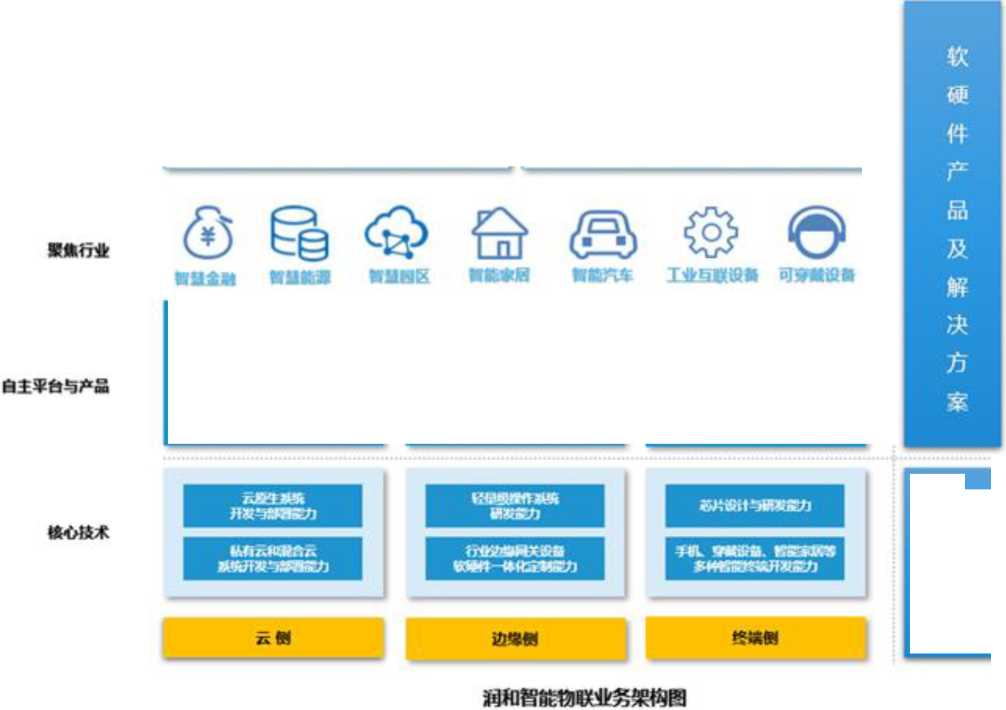 软硬件产品及解决方案
聚焦行业
智慧金融 智慧能源 智慧园区 智能家居 智能汽车 工业互联设备 可穿戴设备
自主平台与产品
核心技术
云原生系统
开发与部署能力
私有云和混合云
系统开发与部署能力
轻量级操作系统
研发能力
行业边缘网关设备
软硬件一体化定制能力
芯片设计与研发能力
手机、穿戴设备、智能家居等
多种智能终端开发能力
云侧
边缘侧
终端侧
润和智能物联业务架构图